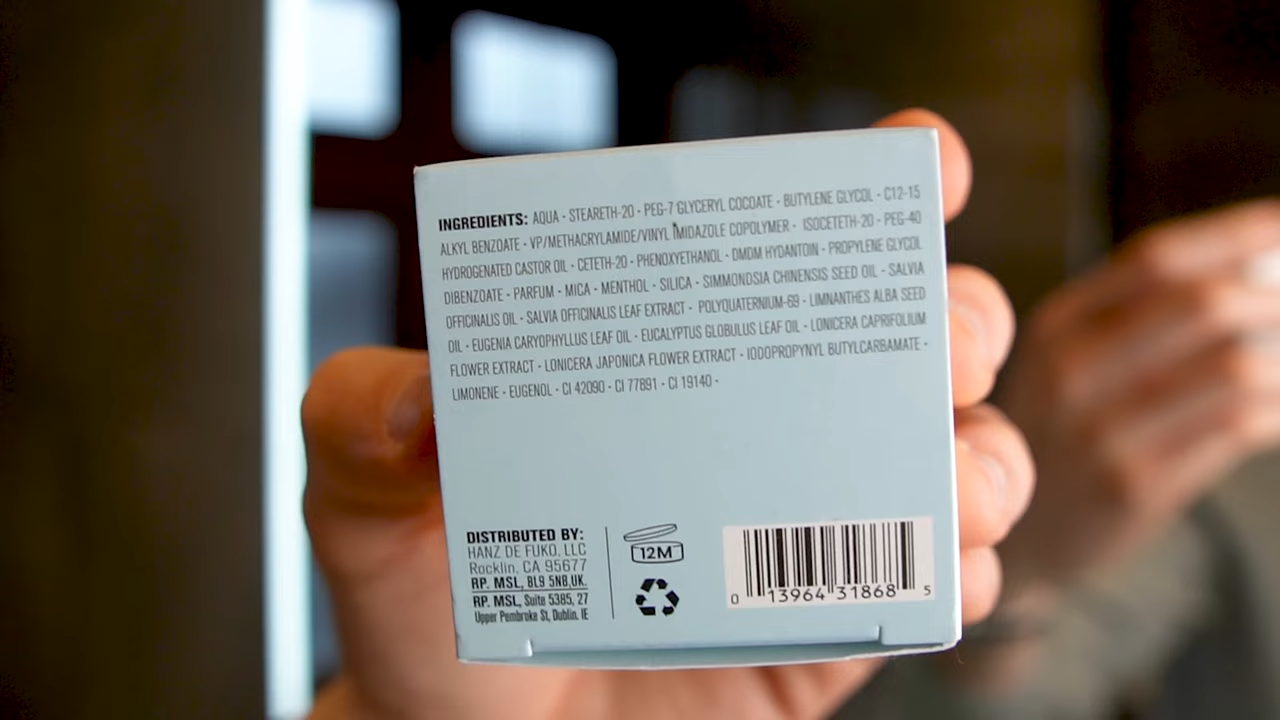 INGREDIENTS: AQUA - STEARETH-20 - PEG-7 GLYCERYL COCOATE - BUTYLENE GLYCOL - C12-15
ALKYL BENZOATE - VP/METHACRYLAMIDE/VINYL IMIDAZOLE COPOLYMER - ISOCETETH-20 - PEG-40
HYDROGENATED CASTOR OIL - CETETH-20 - PHENOXYETHANOL - DMDM HYDANTOIN - PROPYLENE GLYCOL
DIBENZOATE - PARFUM - MICA - MENTHOL - SILICA - SIMMONDSIA CHINENSIS SEED OIL - SALVIA
OFFICINALIS OIL - SALVIA OFFICINALIS LEAF EXTRACT - POLYQUATERNIUM-69 - LIMNANTHES ALBA SEED
OIL - EUGENIA CARYOPHYLLUS LEAF OIL - EUCALYPTUS GLOBULUS LEAF OIL - LONICERA CAPRIFOLIUM
FLOWER EXTRACT - LONICERA JAPONICA FLOWER EXTRACT - IODOPROPYNYL BUTYLCARBAMATE -
LIMONENE - EUGENOL - CI 42090 - CI 77891 - CI 19140 -
DISTRIBUTED BY:
HANZ DE FUKO, LLC
Rocklin, CA 95677
RP. MSL, BL9 5NB,UK.
RP. MSL, Suite 5385, 27
Upper Pembroke St, Dublin. IE
12M
0 13964 31868 5